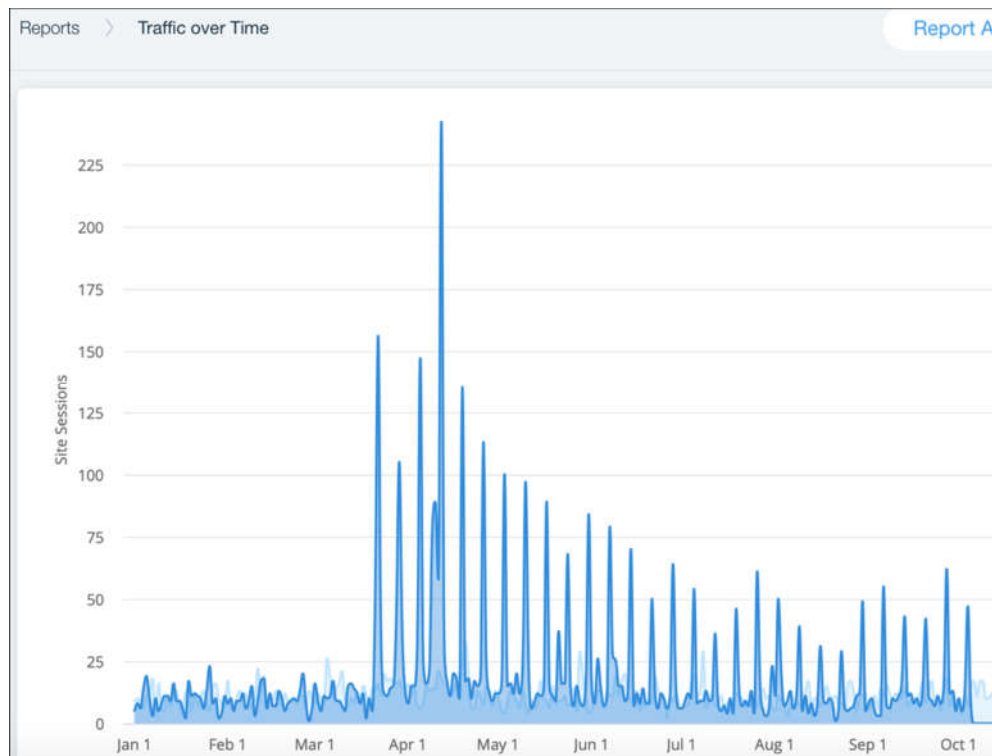 Reports > Traffic over Time
Report A
225
200
175
150
125
100
75
50
25
0
Site Sessions
Jan 1 Feb 1 Mar 1 Apr 1 May 1 Jun 1 Jul 1 Aug 1 Sep 1 Oct 1